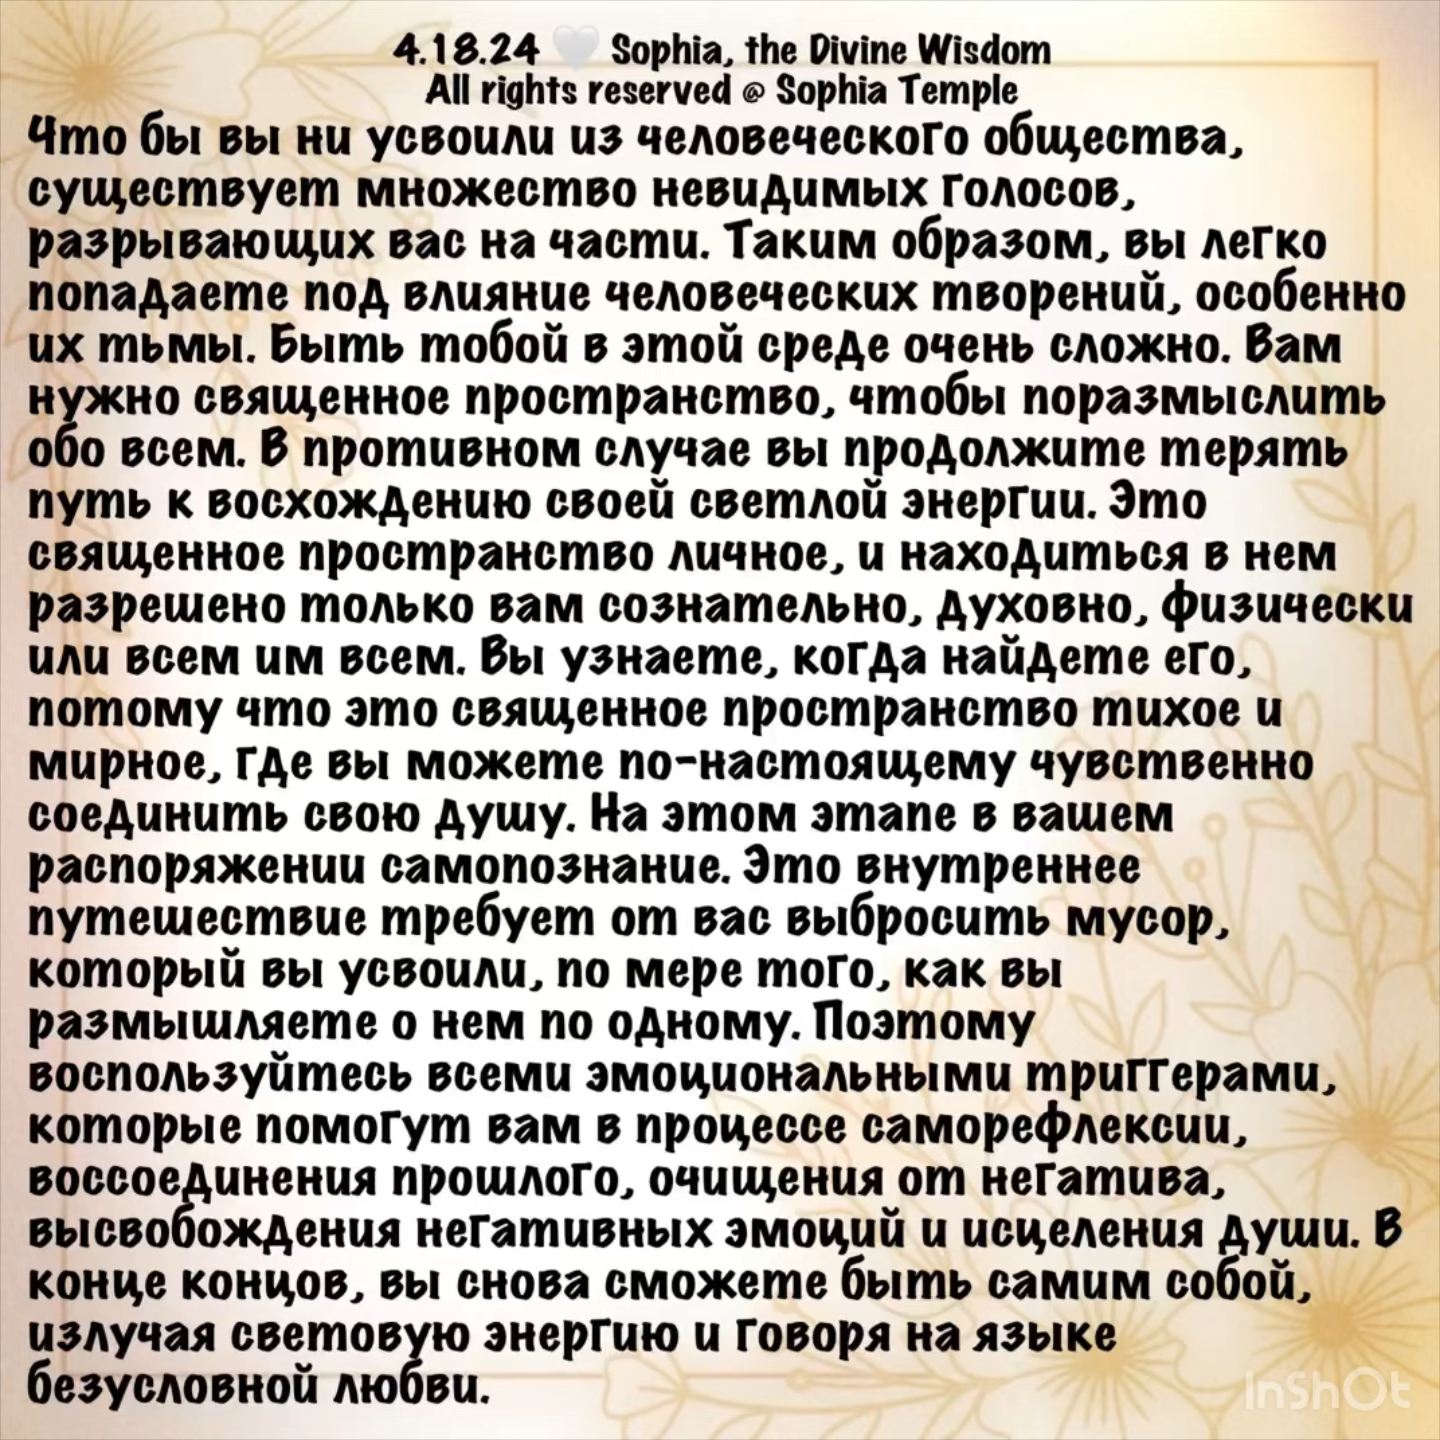 4.18.24 🤍 Sophia, the Divine Wisdom
All rights reserved @ Sophia Temple
Что бы вы ни усвоили из человеческого общества,
существует множество невидимых голосов,
разрывающих вас на части. Таким образом, вы легко
попадаете под влияние человеческих творений, особенно
их тьмы. Быть тобой в этой среде очень сложно. Вам
нужно священное пространство, чтобы поразмыслить
обо всем. В противном случае вы продолжите терять
путь к восхождению своей светлой энергии. Это
священное пространство личное, и находиться в нем
разрешено только вам сознательно, духовно, физически
или всем им всем. Вы узнаете, когда найдете его,
потому что это священное пространство тихое и
мирное, где вы можете по-настоящему чувственно
соединить свою душу. На этом этапе в вашем
распоряжении самопознание. Это внутреннее
путешествие требует от вас выбросить мусор,
который вы усвоили, по мере того, как вы
размышляете о нем по одному. Поэтому
воспользуйтесь всеми эмоциональными триггерами,
которые помогут вам в процессе саморефлексии,
воссоединения прошлого, очищения от негатива,
высвобождения негативных эмоций и исцеления души. В
конце концов, вы снова сможете быть самим собой,
излучая световую энергию и говоря на языке
безусловной любви.
InShOt